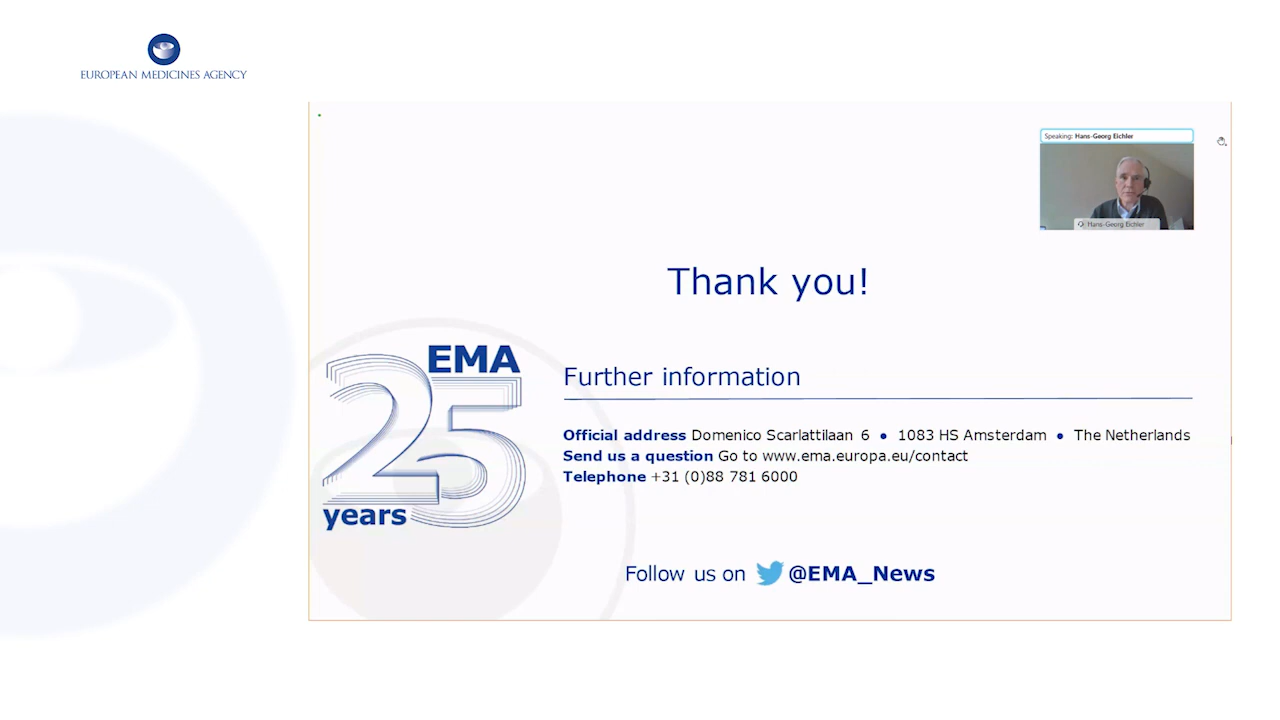 EUROPEAN MEDICINES AGENCY
Speaking: Hans-Georg Eichler
Hans-Georg Eichler
Thank you!
EMA
25
years
Further information
Official address Domenico Scarlattilaan 6 ● 1083 HS Amsterdam ● The Netherlands
Send us a question Go to www.ema.europa.eu/contact
Telephone +31 (0)88 781 6000
Follow us on @EMA_News